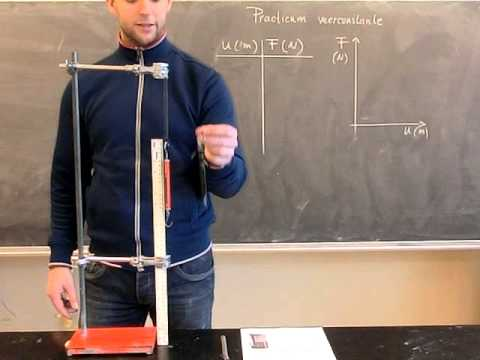 Practicum veerconstante
u (m) F (N)
F
(N)
u (m)